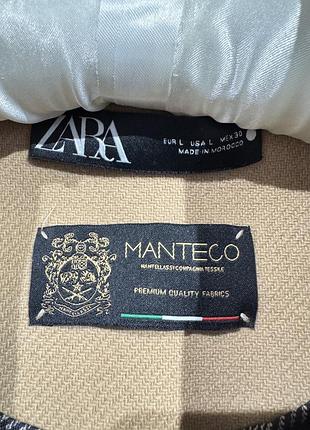 ZARA
EUR L USA L MEX 30
MADE IN MOROCCO
MANTECO
PREMIUM QUALITY FABRICS